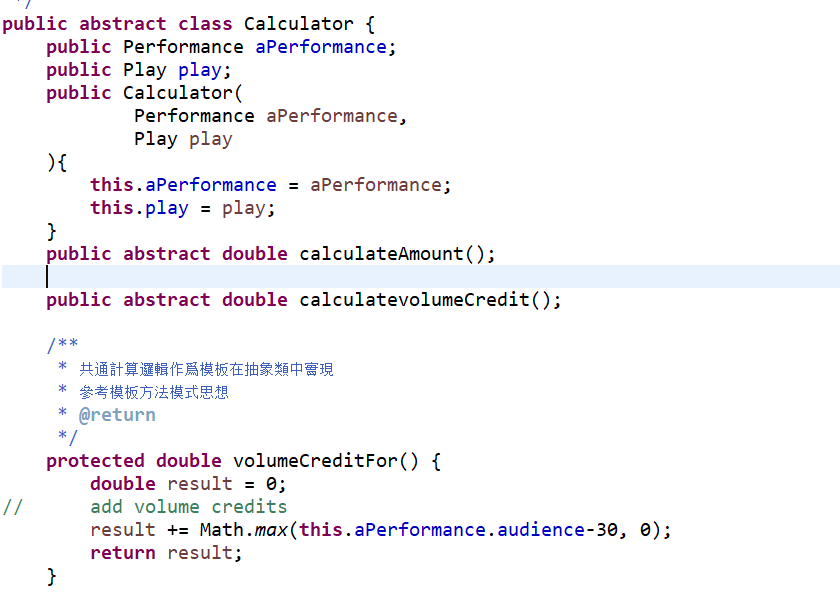 */
public abstract class Calculator {
    public Performance aPerformance;
    public Play play;
    public Calculator(
            Performance aPerformance,
            Play play
    ){
        this.aPerformance = aPerformance;
        this.play = play;
    }
    public abstract double calculateAmount();
    public abstract double calculatevolumeCredit();
    /**
     * 共通計算邏輯作爲模板在抽象類中實現
     * 參考模板方法模式思想
     * @return
     */
    protected double volumeCreditFor() {
        double result = 0;
//      add volume credits
        result += Math.max(this.aPerformance.audience-30, 0);
        return result;
    }